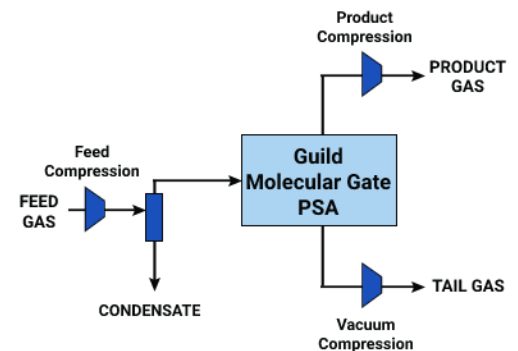 Product
Compression
PRODUCT
GAS
Guild
Molecular Gate
PSA
Feed
Compression
FEED
GAS
CONDENSATE
TAIL GAS
Vacuum
Compression